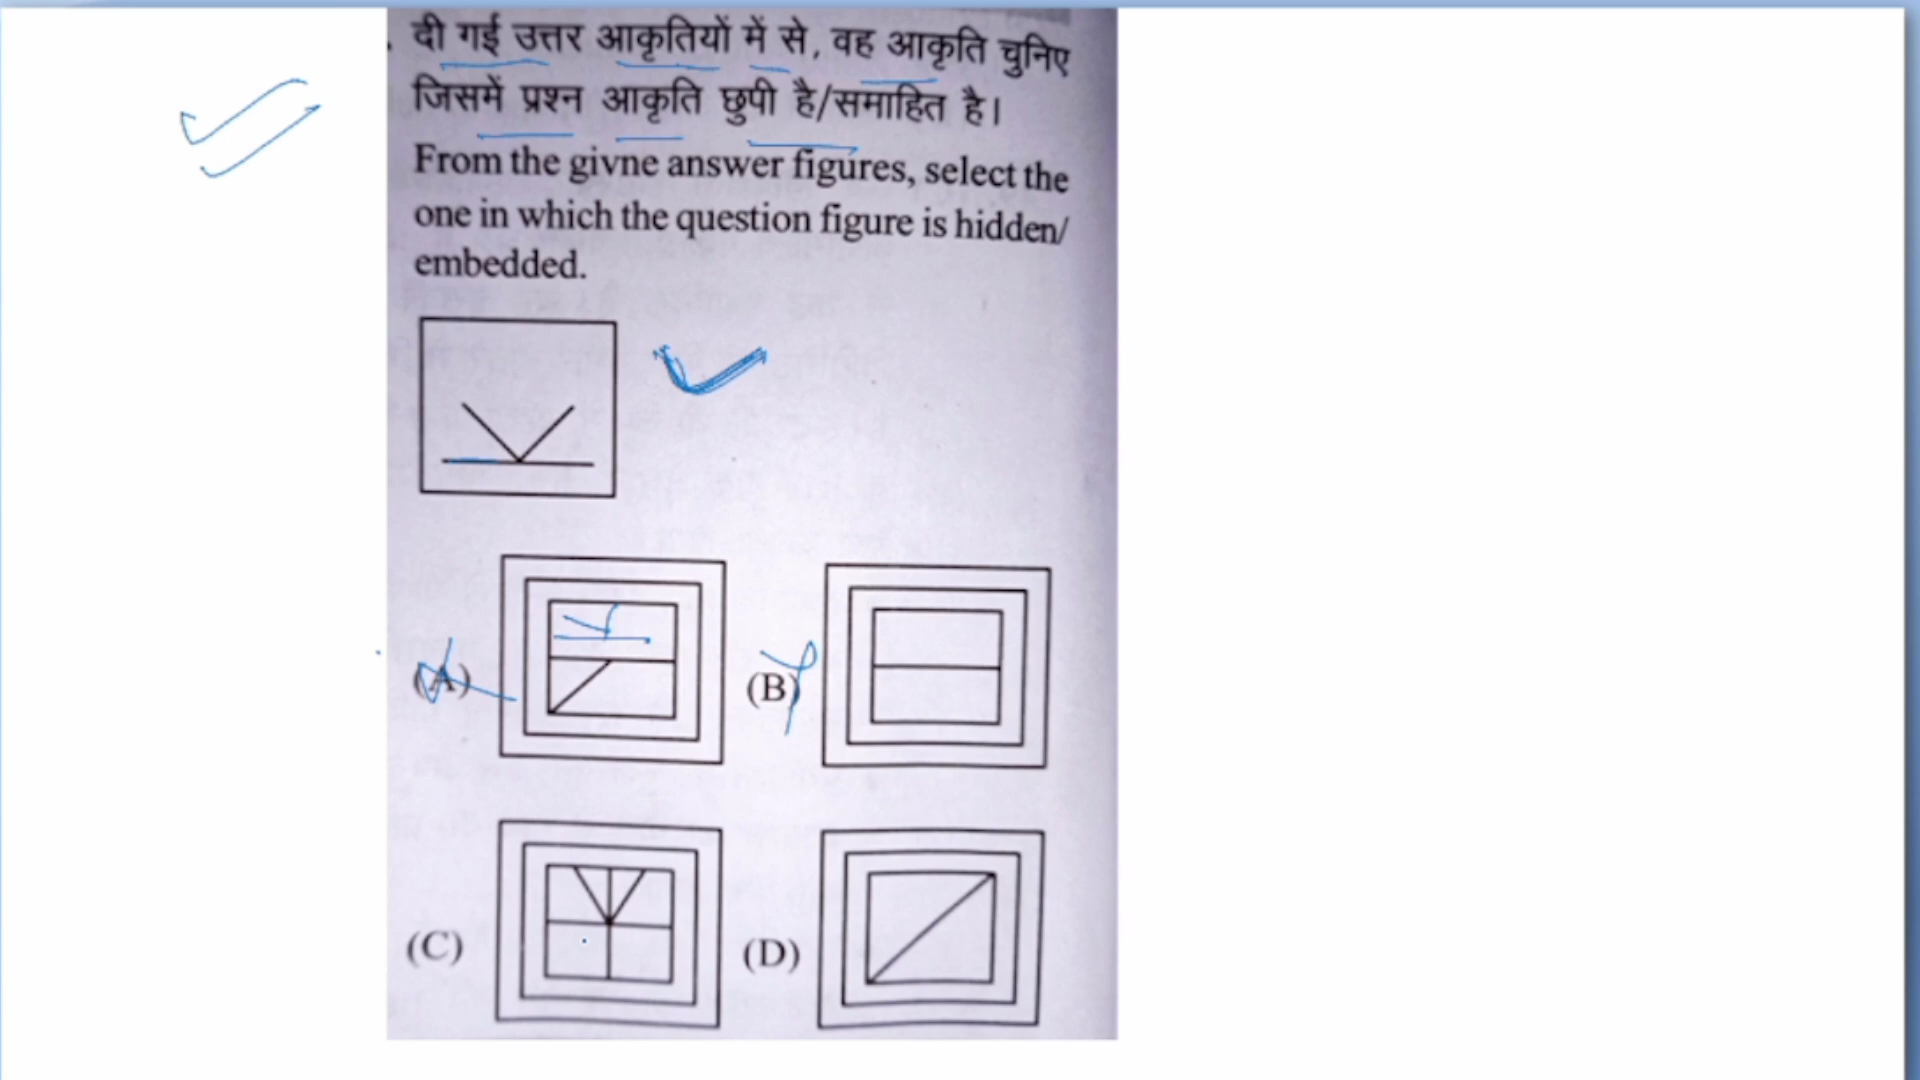 दी गई उत्तर आकृतियों में से, वह आकृति चुनिए
जिसमें प्रश्न आकृति छुपी है/समाहित है।
From the givne answer figures, select the
one in which the question figure is hidden/
embedded.
(A)
(B)
(C)
(D)